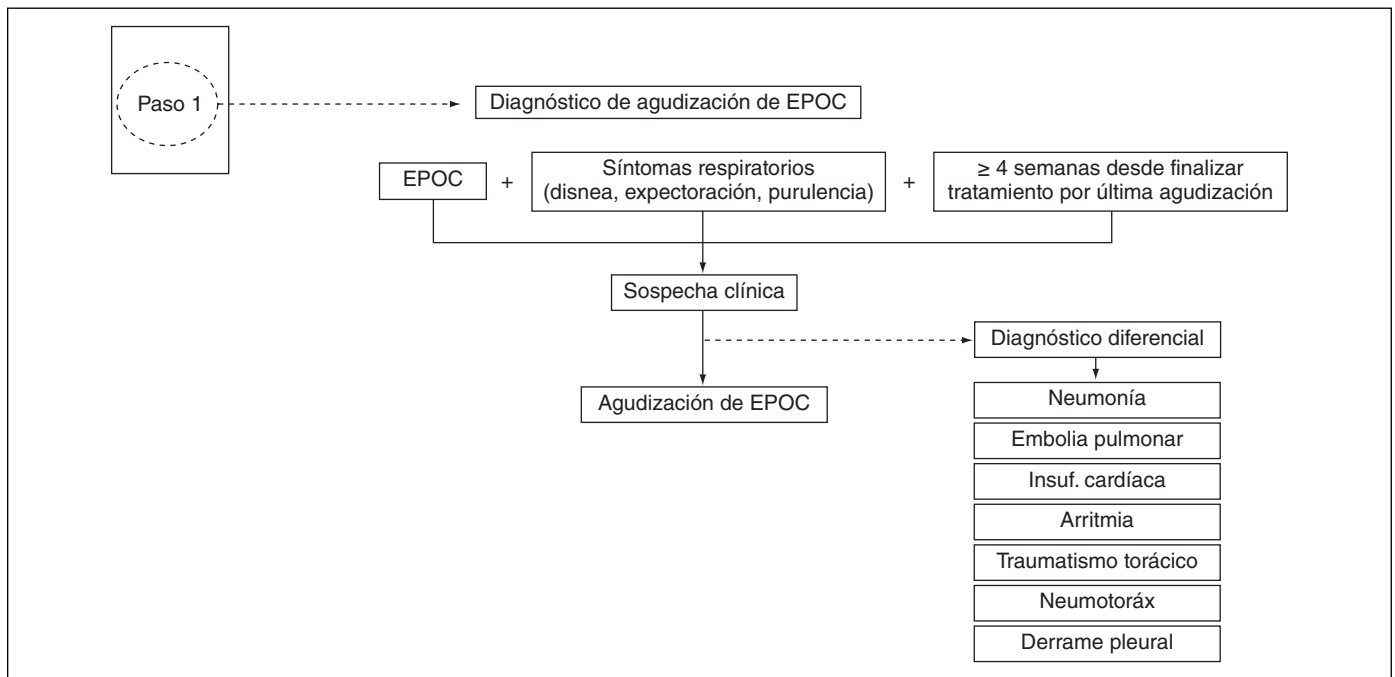 Paso 1
Diagnóstico de agudización de EPOC
EPOC
+
Síntomas respiratorios
(disnea, expectoración, purulencia)
+
≥ 4 semanas desde finalizar
tratamiento por última agudización
Sospecha clínica
Diagnóstico diferencial
Agudización de EPOC
Neumonía
Embolia pulmonar
Insuf. cardíaca
Arritmia
Traumatismo torácico
Neumotoráx
Derrame pleural